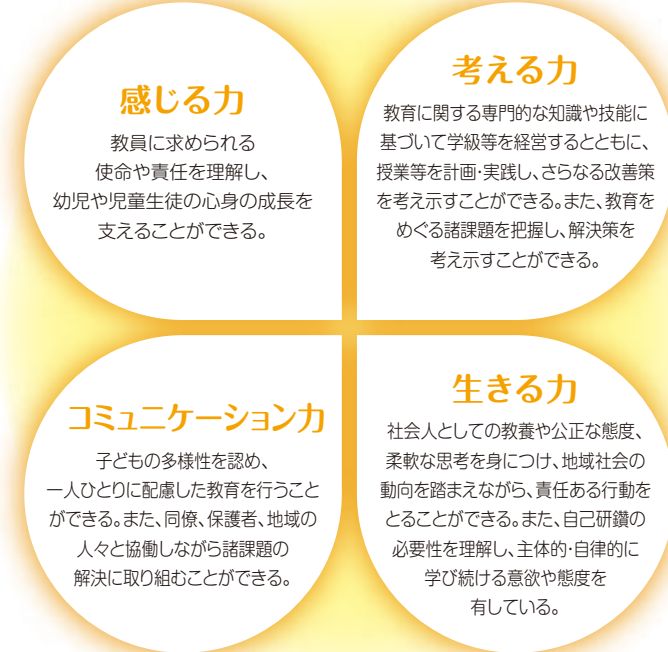 感じる力
教員に求められる
使命や責任を理解し、
幼児や児童生徒の心身の成長を
支えることができる。
考える力
教育に関する専門的な知識や技能に
基づいて学級等を経営するとともに、
授業等を計画・実践し、さらなる改善策
を考え示すことができる。また、教育を
めぐる諸課題を把握し、解決策を
考え示すことができる。
コミュニケーション力
子どもの多様性を認め、
一人ひとりに配慮した教育を行うこと
ができる。また、同僚、保護者、地域の
人々と協働しながら諸課題の
解決に取り組むことができる。
生きる力
社会人としての教養や公正な態度、
柔軟な思考を身につけ、地域社会の
動向を踏まえながら、責任ある行動を
とることができる。また、自己研鑽の
必要性を理解し、主体的・自律的に
学び続ける意欲や態度を
有している。